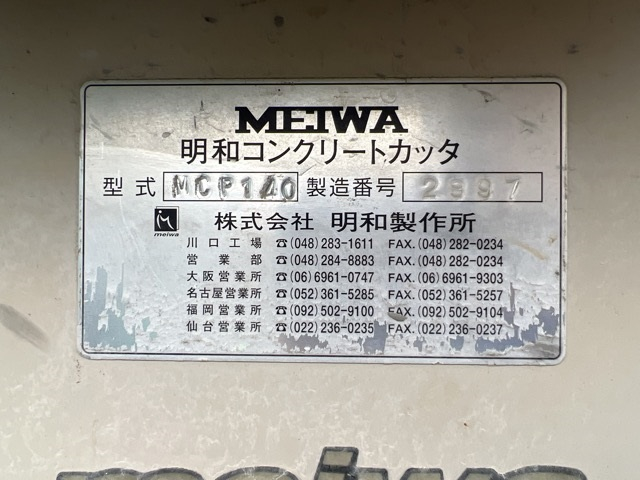 MEIWA
明和コンクリートカッタ
型式 MCP140 製造番号 2997
meiwa 株式会社 明和製作所
川口工場 ☎(048)283-1611 FAX.(048)282-0234
営業部 ☎(048)284-8883 FAX.(048)282-0234
大阪営業所 ☎(06)6961-0747 FAX.(06)6961-9303
名古屋営業所 ☎(052)361-5285 FAX.(052)361-5257
福岡営業所 ☎(092)502-9100 FAX.(092)502-9104
仙台営業所 ☎(022)236-0235 FAX.(022)236-0237
meiwa